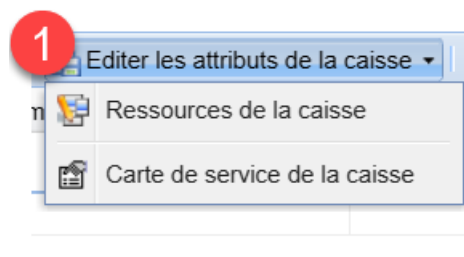 1
Editer les attributs de la caisse
m
Ressources de la caisse
Carte de service de la caisse